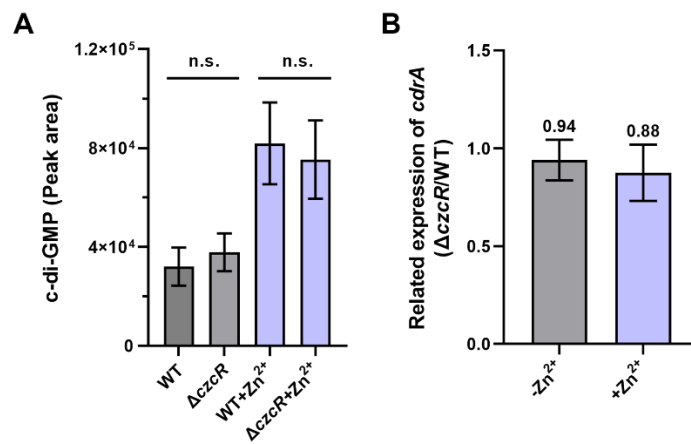 A
c-di-GMP (Peak area)
1.2×10⁵
8×10⁴
4×10⁴
0
n.s.
n.s.
WT
ΔczcR
WT+Zn²⁺
ΔczcR+Zn²⁺
B
Related expression of cdrA
(ΔczcR/WT)
1.5
1.0
0.5
0.0
0.94
0.88
-Zn²⁺
+Zn²⁺